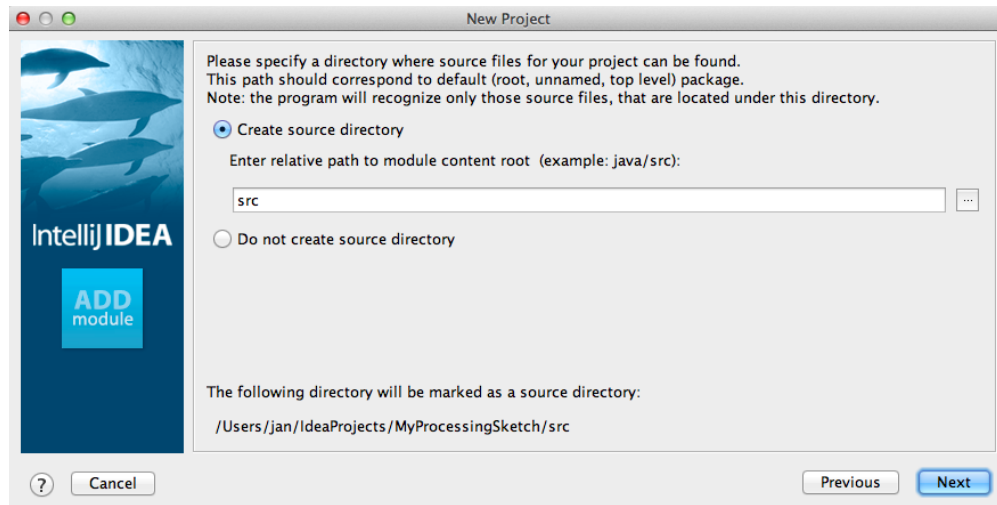 New Project
Please specify a directory where source files for your project can be found.
This path should correspond to default (root, unnamed, top level) package.
Note: the program will recognize only those source files, that are located under this directory.
Create source directory
Enter relative path to module content root (example: java/src):
src
...
Do not create source directory
IntelliJ IDEA
ADD
module
The following directory will be marked as a source directory:
/Users/jan/IdeaProjects/MyProcessingSketch/src
?
Cancel
Previous
Next